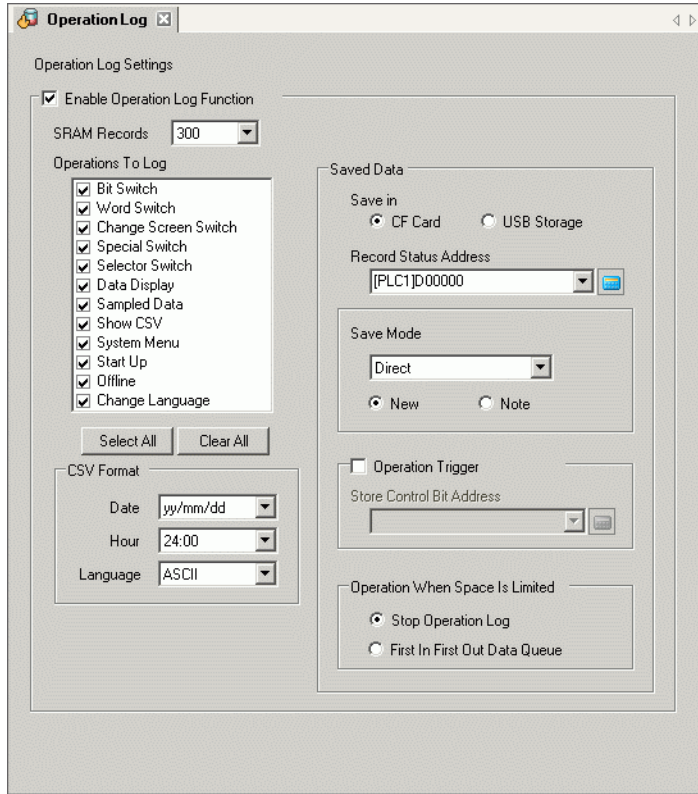 Operation Log
Operation Log Settings
Enable Operation Log Function
SRAM Records 300
Operations To Log
Bit Switch
Word Switch
Change Screen Switch
Special Switch
Selector Switch
Data Display
Sampled Data
Show CSV
System Menu
Start Up
Offline
Change Language
Select All Clear All
CSV Format
Date yy/mm/dd
Hour 24:00
Language ASCII
Saved Data
Save in
CF Card USB Storage
Record Status Address
[PLC1]D00000
Save Mode
Direct
New Note
Operation Trigger
Store Control Bit Address
Operation When Space Is Limited
Stop Operation Log
First In First Out Data Queue